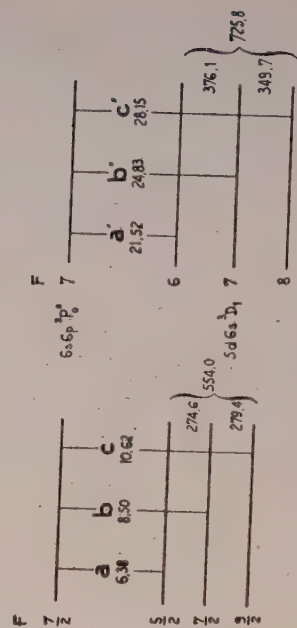 F
7/2
a b c
6,38 8,50 10,62
5/2
7/2
9/2
274,6
279,4
554,0
6s6p ³P₀°
5d6s ³D₁
F
7
a' b' c'
21,52 24,83 28,15
6
7
8
376,1
349,7
725,8